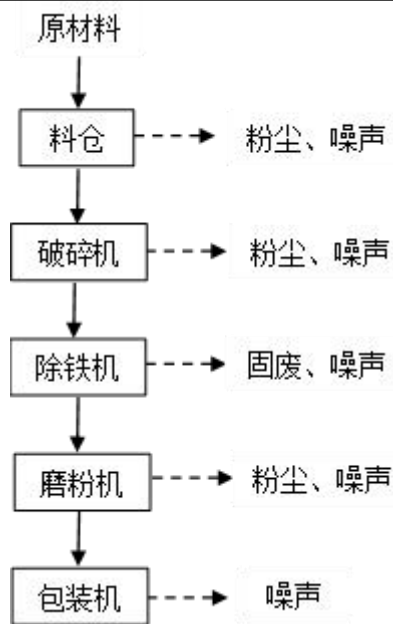 原材料
料仓 粉尘、噪声
破碎机 粉尘、噪声
除铁机 固废、噪声
磨粉机 粉尘、噪声
包装机 噪声